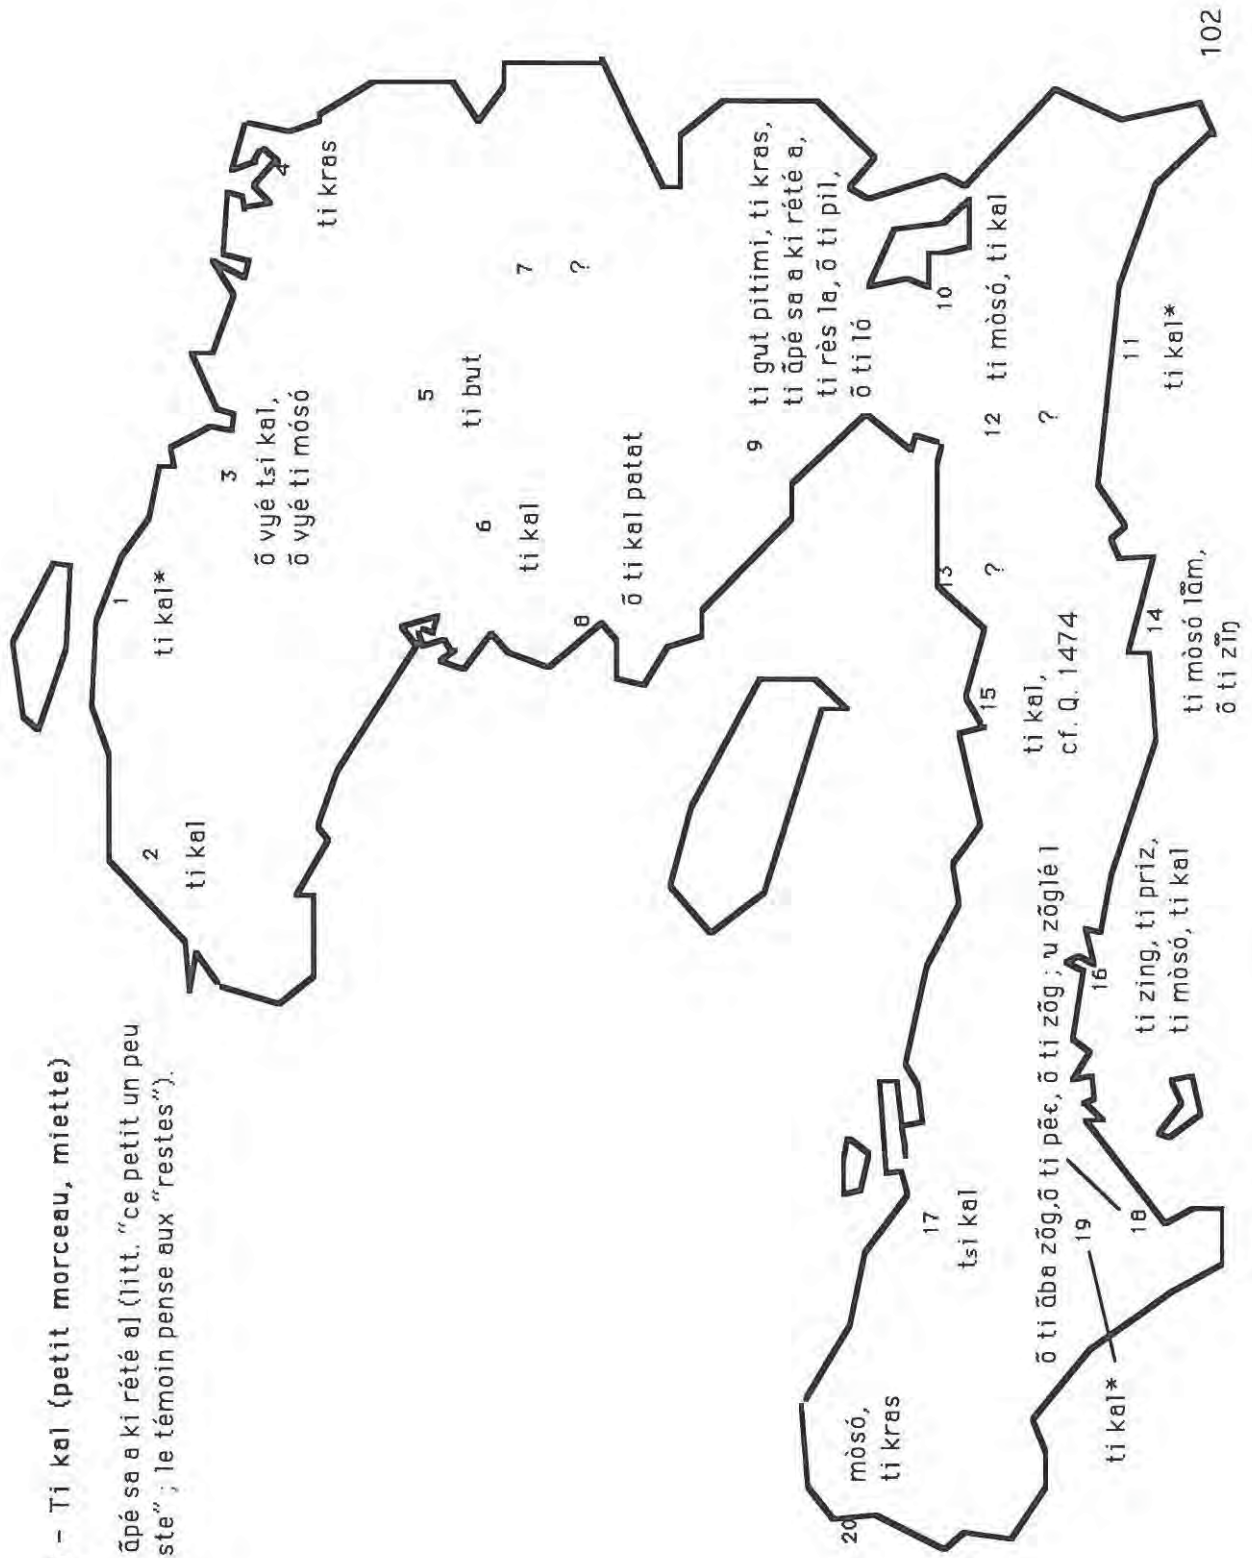 - Ti kal (petit morceau, miette)
ãpé sa a ki rété a] (litt. "ce petit un peu
ste" ; le témoin pense aux "restes").
1
ti kal*
2
ti kal
3
õ vyé tsi kal,
õ vyé ti mósó
4
ti kras
5
ti but
6
ti kal
7
?
8
õ ti kal patat
9
ti gut pitimi, ti kras,
ti ãpé sa a ki rété a,
ti rès la, õ ti pil,
õ ti ló
10
ti mòsó, ti kal
11
ti kal*
12
?
13
?
14
ti mòsó lãm,
õ ti zĩŋ
15
ti kal,
cf. Q. 1474
16
ti zing, ti priz,
ti mòsó, ti kal
17
tsi kal
18
õ ti ãba zõg, õ ti pẽɛ, õ ti zõg ; u zõglé l
19
ti kal*
20
mòsó,
ti kras
102